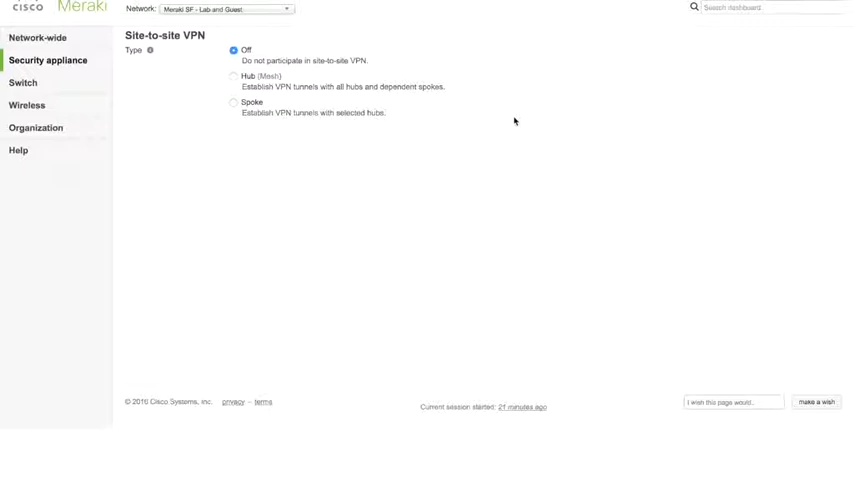 CISCO Meraki Network: Meraki SF - Lab and Guest Search dashboard
Network-wide
Security appliance
Switch
Wireless
Organization
Help
Site-to-site VPN
Type i Off
Do not participate in site-to-site VPN.
Hub (Mesh)
Establish VPN tunnels with all hubs and dependent spokes.
Spoke
Establish VPN tunnels with selected hubs.
© 2016 Cisco Systems, Inc. privacy - terms
Current session started: 21 minutes ago
I wish this page would..
make a wish